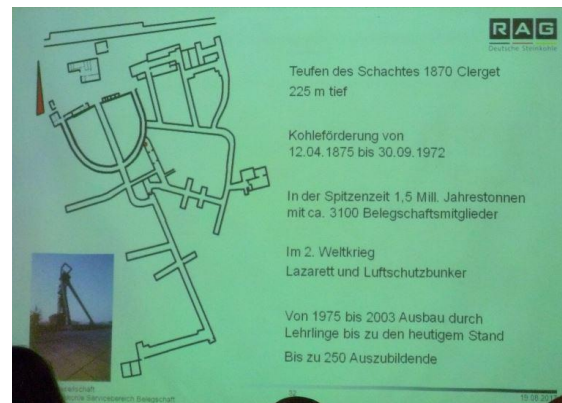 RAG
Deutsche Steinkohle
Teufen des Schachtes 1870 Clerget
225 m tief
Kohleförderung von
12.04.1875 bis 30.09.1972
In der Spitzenzeit 1,5 Mill. Jahrestonnen
mit ca. 3100 Belegschaftsmitglieder
Im 2. Weltkrieg
Lazarett und Luftschutzbunker
Von 1975 bis 2003 Ausbau durch
Lehrlinge bis zu den heutigem Stand
Bis zu 250 Auszubildende
Servicebereich Belegschaft